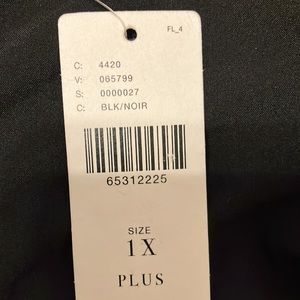 FL_4
C: 4420
V: 065799
S: 0000027
C: BLK/NOIR
65312225
SIZE
1X
PLUS